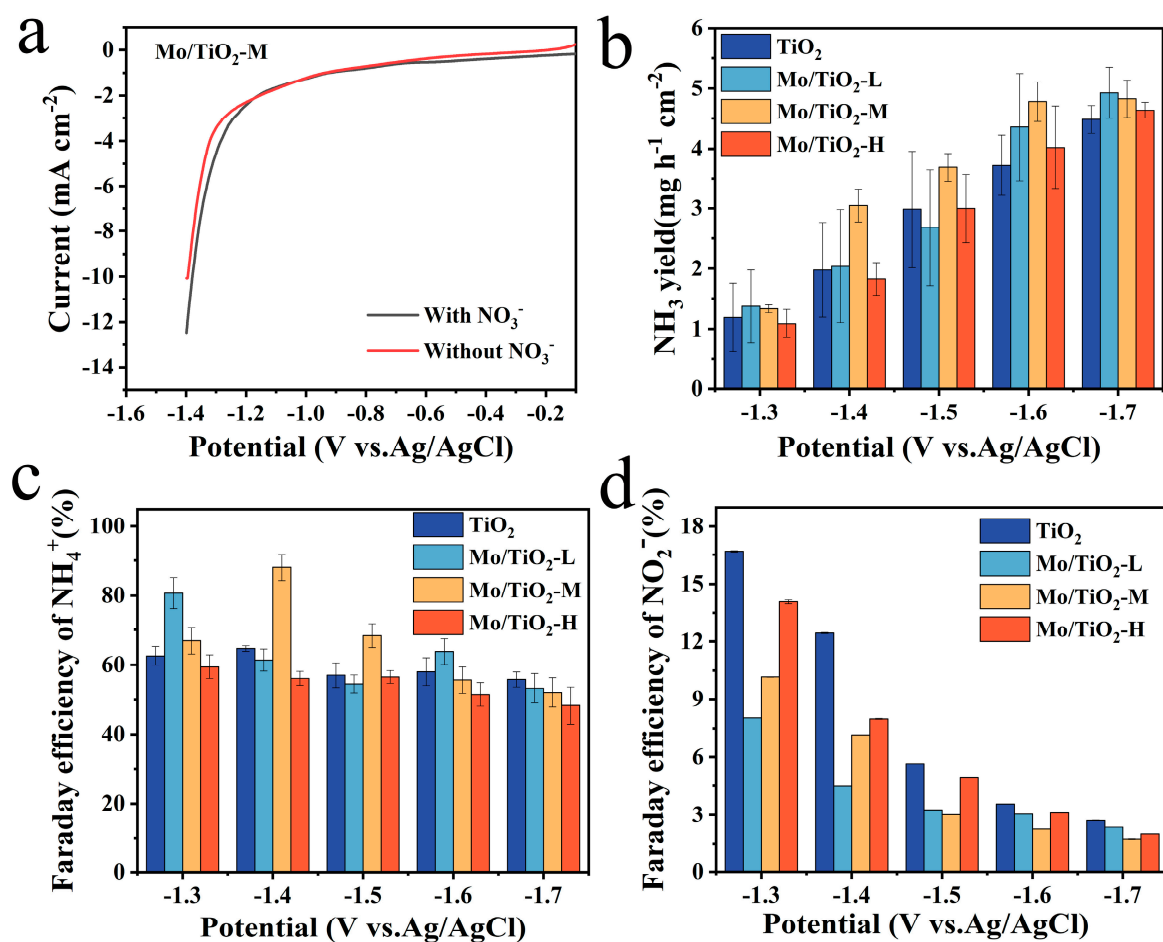 a
Mo/TiO₂-M
Current (mA cm⁻²)
0
-2
-4
-6
-8
-10
-12
-14
With NO₃⁻
Without NO₃⁻
-1.6 -1.4 -1.2 -1.0 -0.8 -0.6 -0.4 -0.2
Potential (V vs.Ag/AgCl)
b
NH₃ yield(mg h⁻¹ cm⁻²)
6
5
4
3
2
1
0
TiO₂
Mo/TiO₂-L
Mo/TiO₂-M
Mo/TiO₂-H
-1.3 -1.4 -1.5 -1.6 -1.7
Potential (V vs.Ag/AgCl)
c
Faraday efficiency of NH₄⁺(%)
100
80
60
40
20
0
TiO₂
Mo/TiO₂-L
Mo/TiO₂-M
Mo/TiO₂-H
-1.3 -1.4 -1.5 -1.6 -1.7
Potential (V vs.Ag/AgCl)
d
Faraday efficiency of NO₂⁻(%)
18
15
12
9
6
3
0
TiO₂
Mo/TiO₂-L
Mo/TiO₂-M
Mo/TiO₂-H
-1.3 -1.4 -1.5 -1.6 -1.7
Potential (V vs.Ag/AgCl)